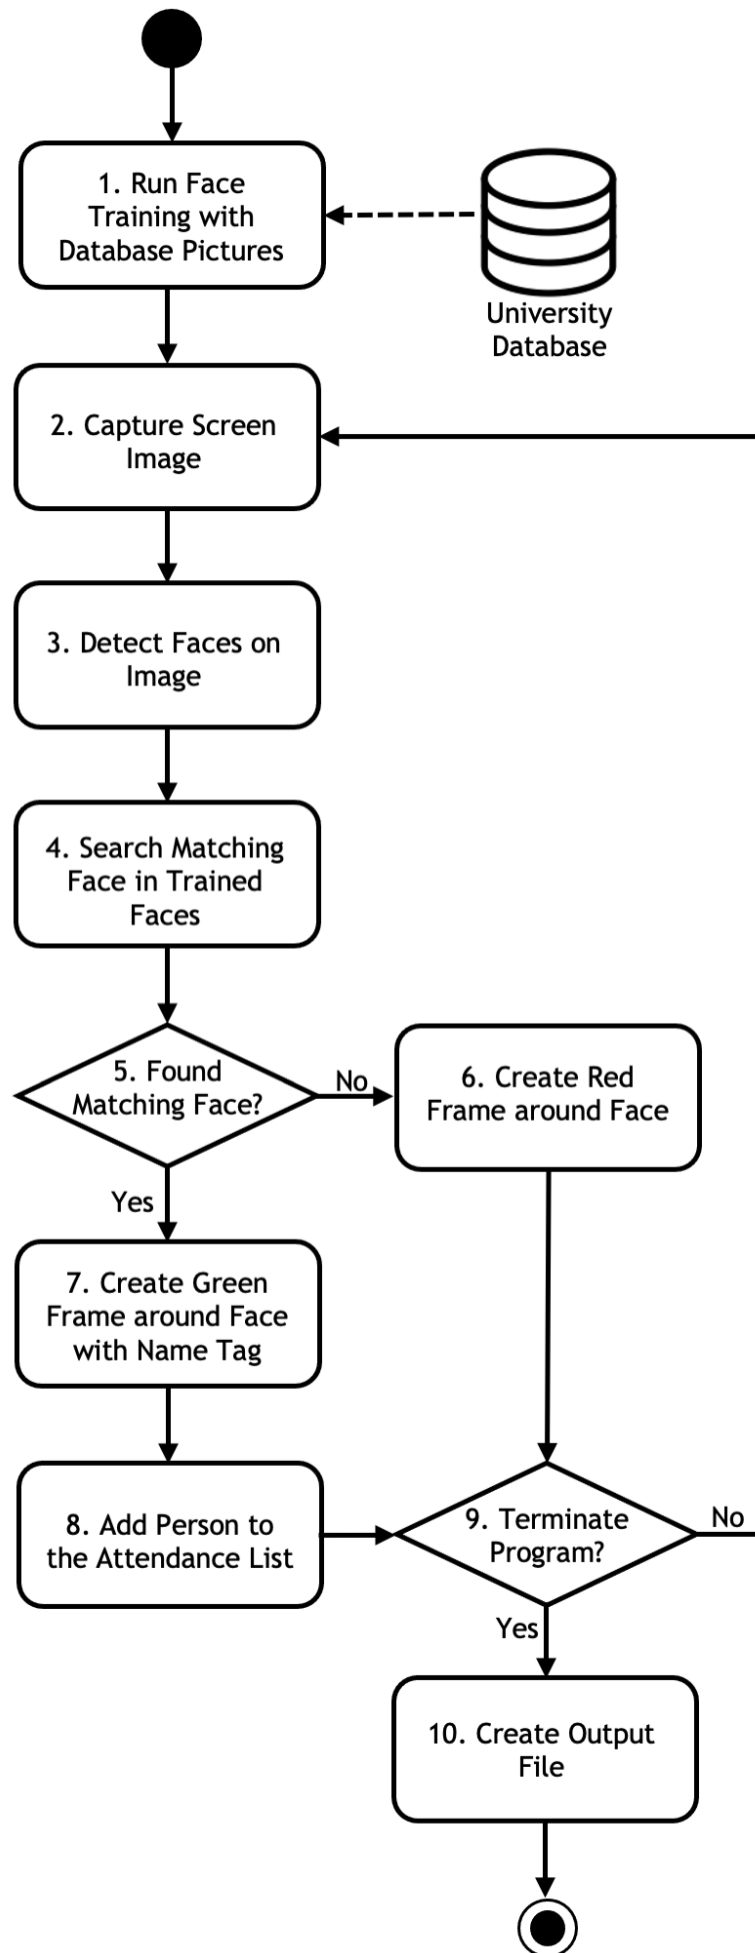 1. Run Face
Training with
Database Pictures
University
Database
2. Capture Screen
Image
3. Detect Faces on
Image
4. Search Matching
Face in Trained
Faces
5. Found
Matching Face?
No
6. Create Red
Frame around Face
Yes
7. Create Green
Frame around Face
with Name Tag
8. Add Person to
the Attendance List
9. Terminate
Program?
No
Yes
10. Create Output
File